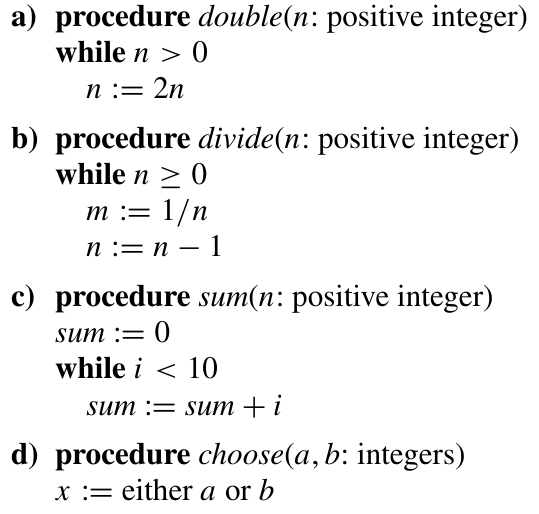 a) procedure double(n: positive integer)
while n > 0
n := 2n
b) procedure divide(n: positive integer)
while n ≥ 0
m := 1/n
n := n − 1
c) procedure sum(n: positive integer)
sum := 0
while i < 10
sum := sum + i
d) procedure choose(a, b: integers)
x := either a or b